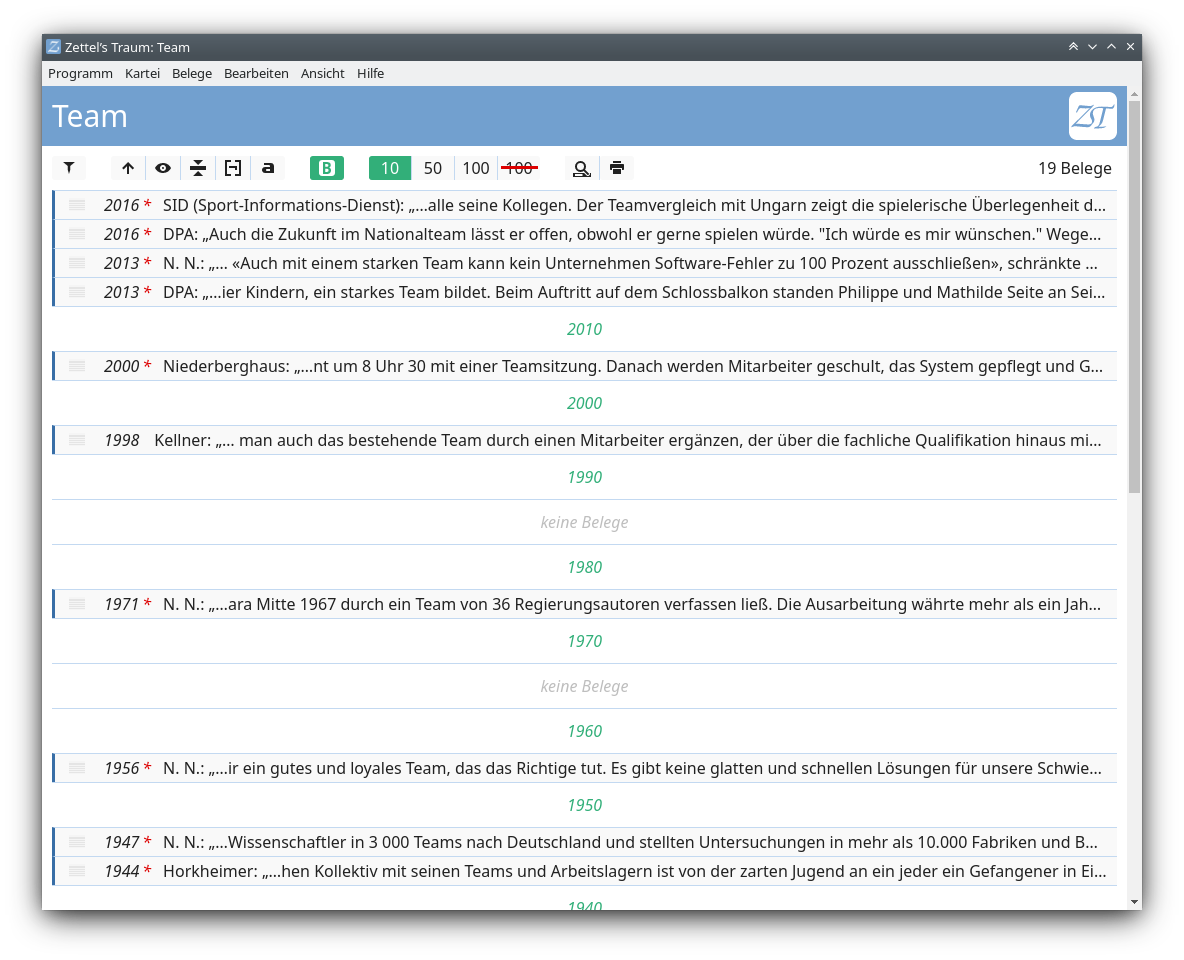 Zettel’s Traum: Team
Programm Kartei Belege Bearbeiten Ansicht Hilfe
Team ZT
a B 10 50 100 100 19 Belege
2016 * SID (Sport-Informations-Dienst): „…alle seine Kollegen. Der Teamvergleich mit Ungarn zeigt die spielerische Überlegenheit d…
2016 * DPA: „Auch die Zukunft im Nationalteam lässt er offen, obwohl er gerne spielen würde. "Ich würde es mir wünschen." Wege…
2013 * N. N.: „… «Auch mit einem starken Team kann kein Unternehmen Software-Fehler zu 100 Prozent ausschließen», schränkte …
2013 * DPA: „…ier Kindern, ein starkes Team bildet. Beim Auftritt auf dem Schlossbalkon standen Philippe und Mathilde Seite an Sei…
2010
2000 * Niederberghaus: „…nt um 8 Uhr 30 mit einer Teamsitzung. Danach werden Mitarbeiter geschult, das System gepflegt und G…
2000
1998 Kellner: „… man auch das bestehende Team durch einen Mitarbeiter ergänzen, der über die fachliche Qualifikation hinaus mi…
1990
keine Belege
1980
1971 * N. N.: „…ara Mitte 1967 durch ein Team von 36 Regierungsautoren verfassen ließ. Die Ausarbeitung währte mehr als ein Jah…
1970
keine Belege
1960
1956 * N. N.: „…ir ein gutes und loyales Team, das das Richtige tut. Es gibt keine glatten und schnellen Lösungen für unsere Schwie…
1950
1947 * N. N.: „…Wissenschaftler in 3 000 Teams nach Deutschland und stellten Untersuchungen in mehr als 10.000 Fabriken und B…
1944 * Horkheimer: „…hen Kollektiv mit seinen Teams und Arbeitslagern ist von der zarten Jugend an ein jeder ein Gefangener in Ei…
1940